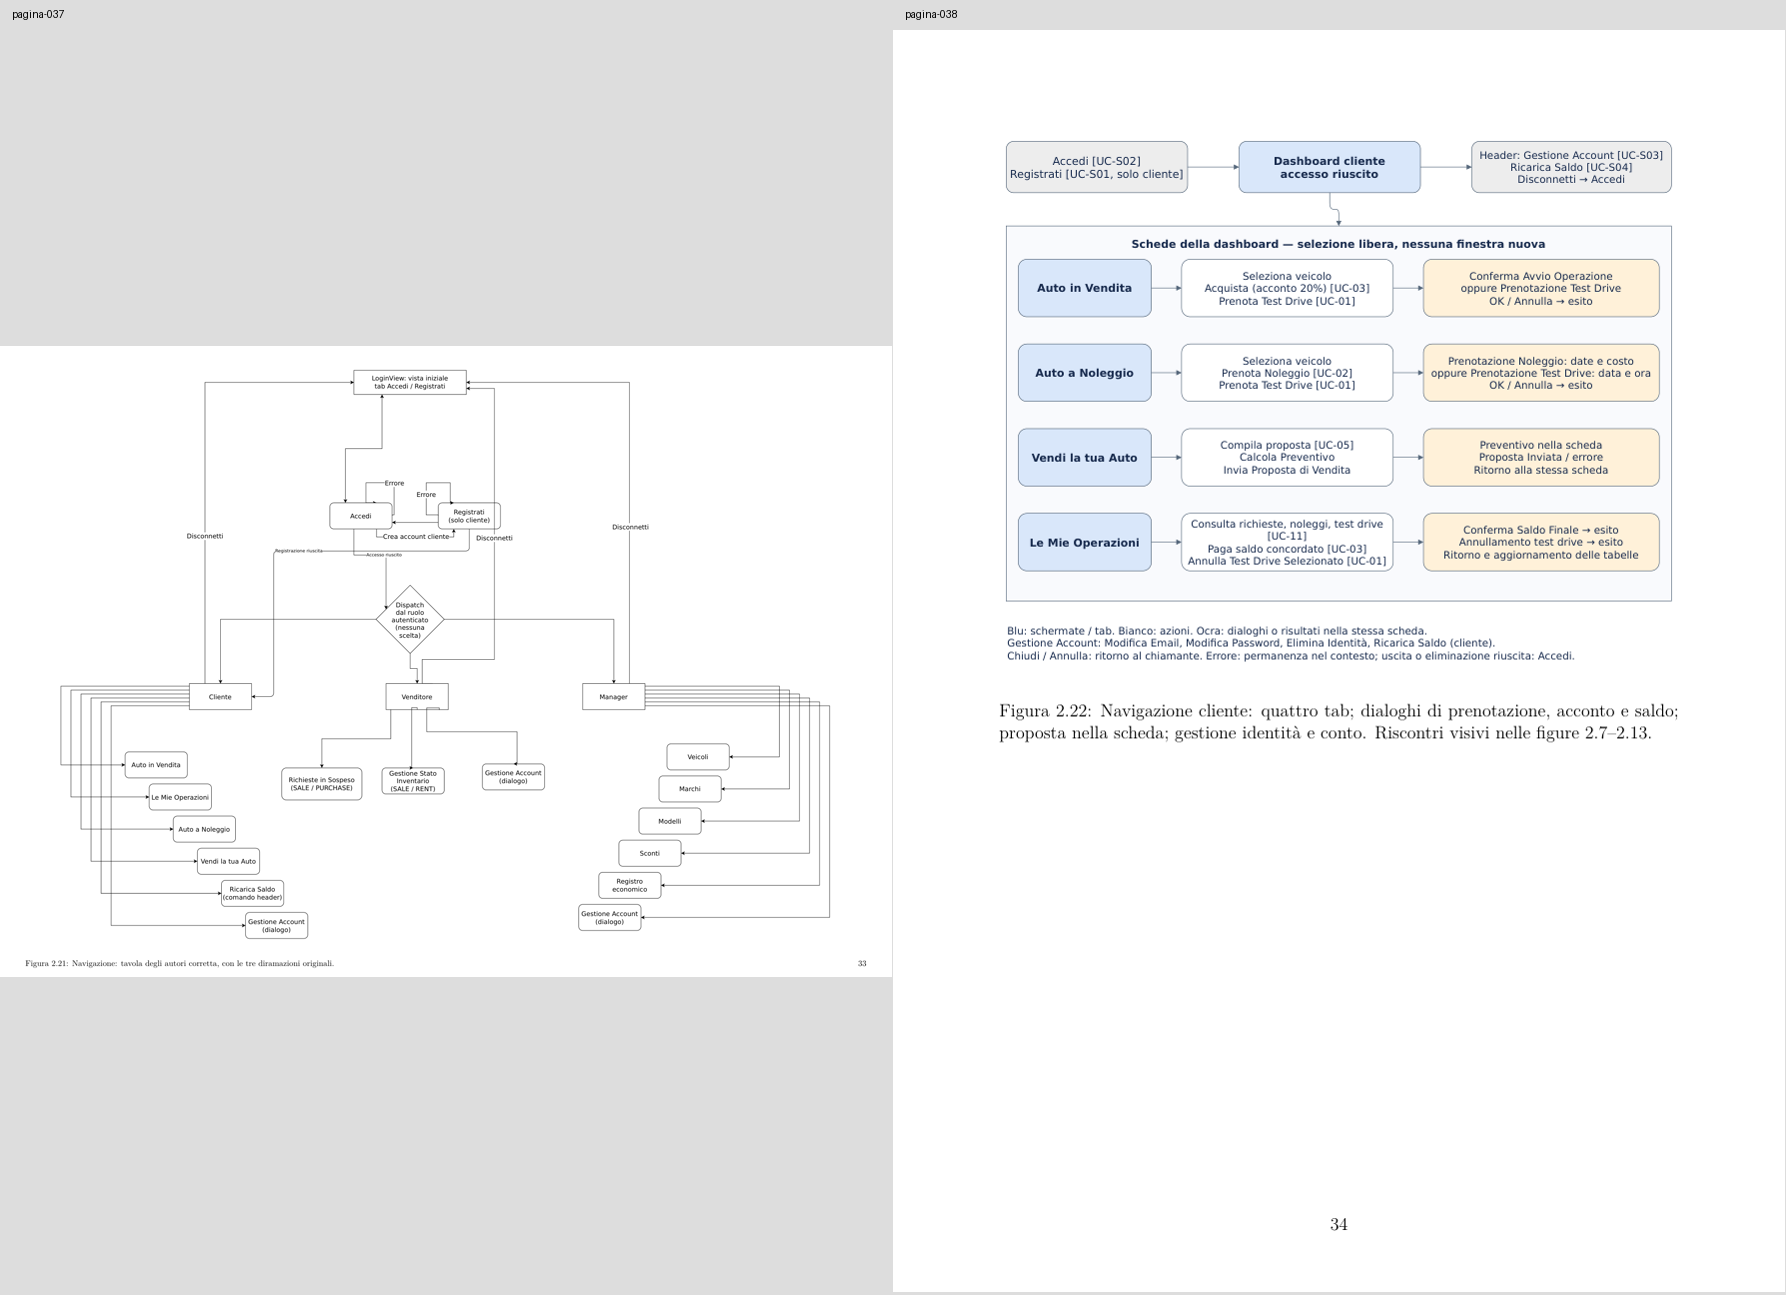 pagina-037
LoginView: vista iniziale
tab Accedi / Registrati
Errore
Errore
Accedi
Registrati
(solo cliente)
Disconnetti
Crea account cliente
Disconnetti
Disconnetti
Registrazione riuscita
Accesso riuscito
Dispatch
dal ruolo
autenticato
(nessuna
scelta)
Cliente
Venditore
Manager
Auto in Vendita
Le Mie Operazioni
Auto a Noleggio
Vendi la tua Auto
Ricarica Saldo
(comando header)
Gestione Account
(dialogo)
Richieste in Sospeso
(SALE / PURCHASE)
Gestione Stato
Inventario
(SALE / RENT)
Gestione Account
(dialogo)
Veicoli
Marchi
Modelli
Sconti
Registro
economico
Gestione Account
(dialogo)
Figura 2.21: Navigazione: tavola degli autori corretta, con le tre diramazioni originali.
33
pagina-038
Accedi [UC-S02]
Registrati [UC-S01, solo cliente]
Dashboard cliente
accesso riuscito
Header: Gestione Account [UC-S03]
Ricarica Saldo [UC-S04]
Disconnetti → Accedi
Schede della dashboard — selezione libera, nessuna finestra nuova
Auto in Vendita
Seleziona veicolo
Acquista (acconto 20%) [UC-03]
Prenota Test Drive [UC-01]
Conferma Avvio Operazione
oppure Prenotazione Test Drive
OK / Annulla → esito
Auto a Noleggio
Seleziona veicolo
Prenota Noleggio [UC-02]
Prenota Test Drive [UC-01]
Prenotazione Noleggio: date e costo
oppure Prenotazione Test Drive: data e ora
OK / Annulla → esito
Vendi la tua Auto
Compila proposta [UC-05]
Calcola Preventivo
Invia Proposta di Vendita
Preventivo nella scheda
Proposta Inviata / errore
Ritorno alla stessa scheda
Le Mie Operazioni
Consulta richieste, noleggi, test drive
[UC-11]
Paga saldo concordato [UC-03]
Annulla Test Drive Selezionato [UC-01]
Conferma Saldo Finale → esito
Annullamento test drive → esito
Ritorno e aggiornamento delle tabelle
Blu: schermate / tab. Bianco: azioni. Ocra: dialoghi o risultati nella stessa scheda.
Gestione Account: Modifica Email, Modifica Password, Elimina Identità, Ricarica Saldo (cliente).
Chiudi / Annulla: ritorno al chiamante. Errore: permanenza nel contesto; uscita o eliminazione riuscita: Accedi.
Figura 2.22: Navigazione cliente: quattro tab; dialoghi di prenotazione, acconto e saldo;
proposta nella scheda; gestione identità e conto. Riscontri visivi nelle figure 2.7–2.13.
34